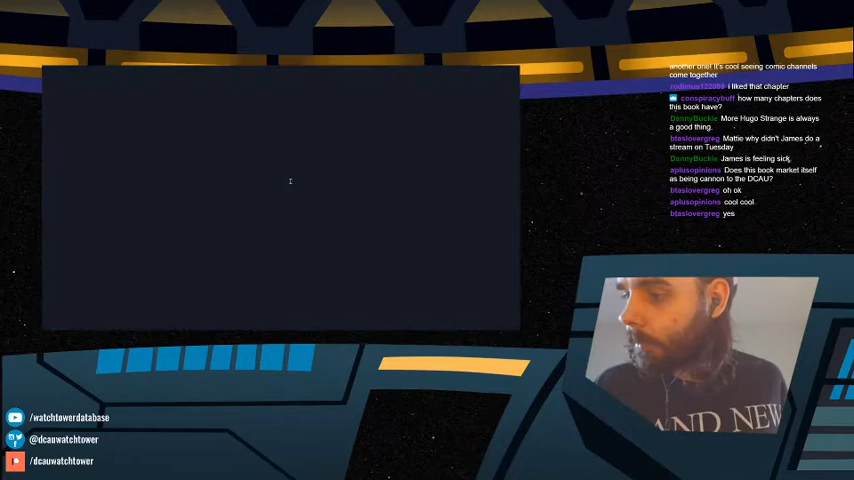 another one! it's cool seeing comic channels
come together
rodimus122099 i liked that chapter
conspiracybuff how many chapters does
this book have?
DannyBuckle More Hugo Strange is always
a good thing.
btaslovergreg Mattie why didn't James do a
stream on Tuesday
DannyBuckle James is feeling sick.
aplusopinions Does this book market itself
as being cannon to the DCAU?
btaslovergreg oh ok
aplusopinions cool cool.
btaslovergreg yes
AND NEW
/watchtowerdatabase
@dcauwatchtower
/dcauwatchtower